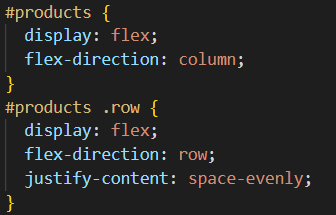 #products {
  display: flex;
  flex-direction: column;
}
#products .row {
  display: flex;
  flex-direction: row;
  justify-content: space-evenly;
}